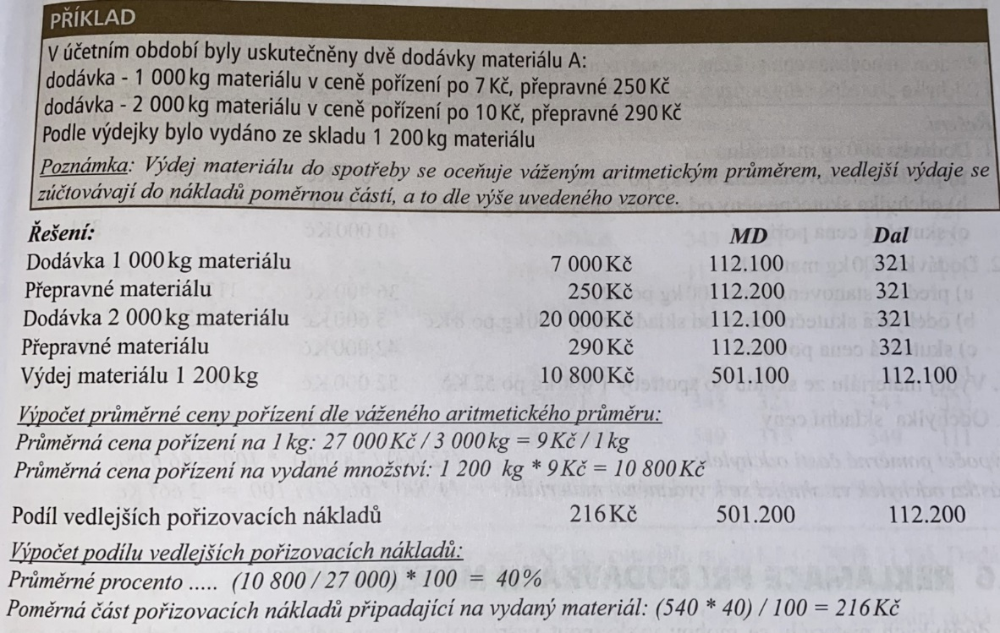 PŘÍKLAD
V účetním období byly uskutečněny dvě dodávky materiálu A:
dodávka - 1 000 kg materiálu v ceně pořízení po 7 Kč, přepravné 250 Kč
dodávka - 2 000 kg materiálu v ceně pořízení po 10 Kč, přepravné 290 Kč
Podle výdejky bylo vydáno ze skladu 1 200 kg materiálu
Poznámka: Výdej materiálu do spotřeby se oceňuje váženým aritmetickým průměrem, vedlejší výdaje se
zúčtovávají do nákladů poměrnou částí, a to dle výše uvedeného vzorce.
Řešení: MD Dal
Dodávka 1 000 kg materiálu 7 000 Kč 112.100 321
Přepravné materiálu 250 Kč 112.200 321
Dodávka 2 000 kg materiálu 20 000 Kč 112.100 321
Přepravné materiálu 290 Kč 112.200 321
Výdej materiálu 1 200 kg 10 800 Kč 501.100 112.100
Výpočet průměrné ceny pořízení dle váženého aritmetického průměru:
Průměrná cena pořízení na 1 kg: 27 000 Kč / 3 000 kg = 9 Kč / 1 kg
Průměrná cena pořízení na vydané množství: 1 200 kg * 9 Kč = 10 800 Kč
Podíl vedlejších pořizovacích nákladů 216 Kč 501.200 112.200
Výpočet podílu vedlejších pořizovacích nákladů:
Průměrné procento ..... (10 800 / 27 000) * 100 = 40%
Poměrná část pořizovacích nákladů připadající na vydaný materiál: (540 * 40) / 100 = 216 Kč